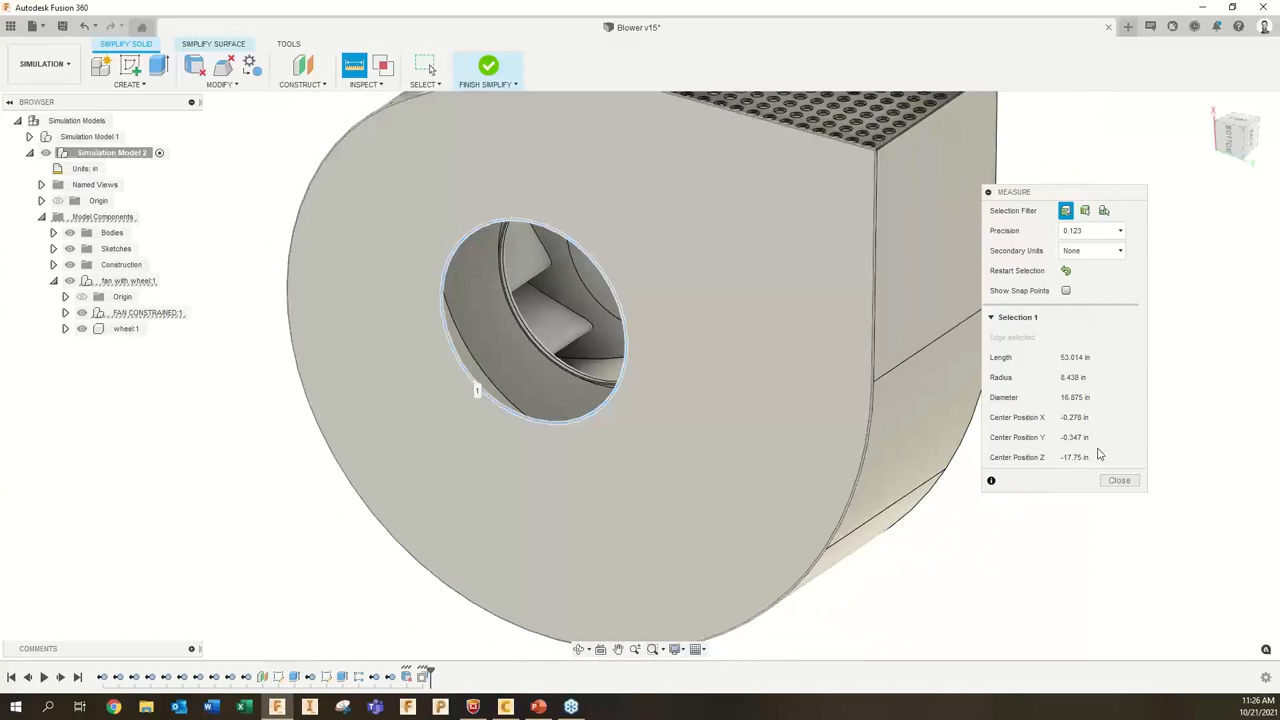 Autodesk Fusion 360
Blower v15*
SIMULATION
SIMPLIFY SOLID
SIMPLIFY SURFACE
TOOLS
CREATE
MODIFY
CONSTRUCT
INSPECT
SELECT
FINISH SIMPLIFY
BROWSER
Simulation Models
Simulation Model 1
Simulation Model 2
Units: in
Named Views
Origin
Model Components
Bodies
Sketches
Construction
fan with wheel:1
Origin
FAN CONSTRAINED:1
wheel:1
1
X
BOTTOM
BACK
MEASURE
Selection Filter
Precision 0.123
Secondary Units None
Restart Selection
Show Snap Points
Selection 1
Edge selected
Length 53.014 in
Radius 8.438 in
Diameter 16.875 in
Center Position X -0.278 in
Center Position Y -0.347 in
Center Position Z -17.75 in
Close
COMMENTS
11:26 AM
10/21/2021